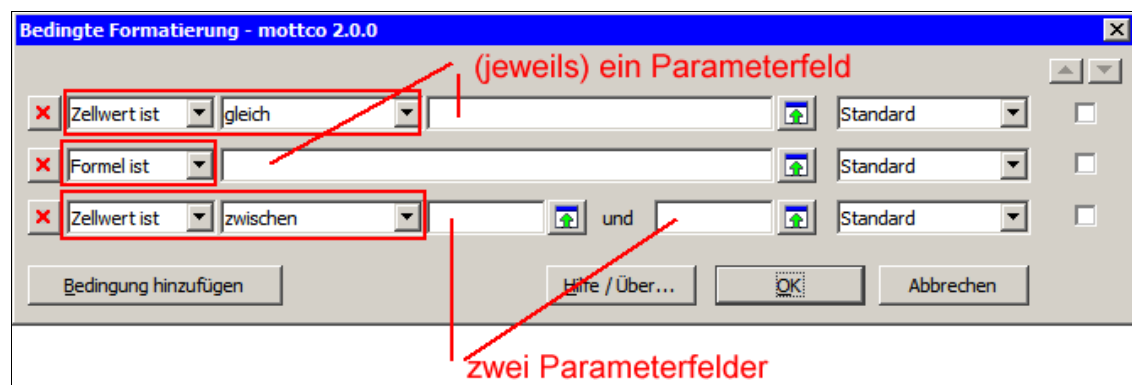 Bedingte Formatierung - mottco 2.0.0
(jeweils) ein Parameterfeld
Zellwert ist gleich Standard
Formel ist Standard
Zellwert ist zwischen und Standard
Bedingung hinzufügen Hilfe / Über... OK Abbrechen
zwei Parameterfelder